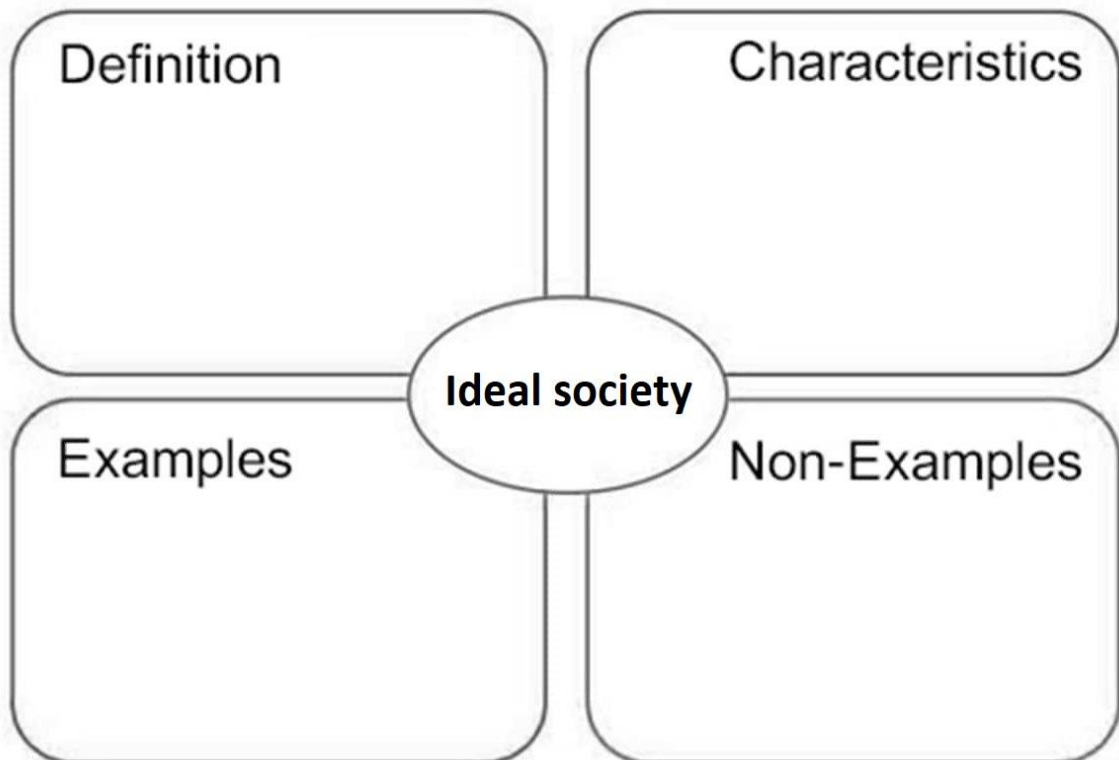 Definition
Characteristics
Ideal society
Examples
Non-Examples